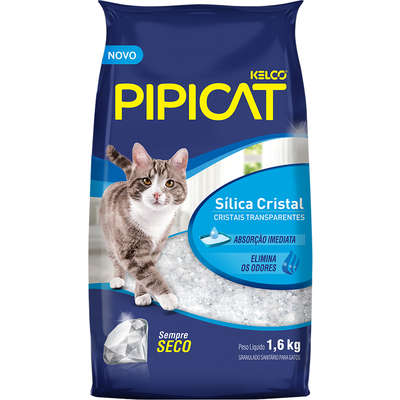 NOVO
KELCO
PIPICAT
Sílica Cristal
CRISTAIS TRANSPARENTES
ABSORÇÃO IMEDIATA
ELIMINA
OS ODORES
Sempre
SECO
Peso Líquido 1,6 kg
GRANULADO SANITÁRIO PARA GATOS